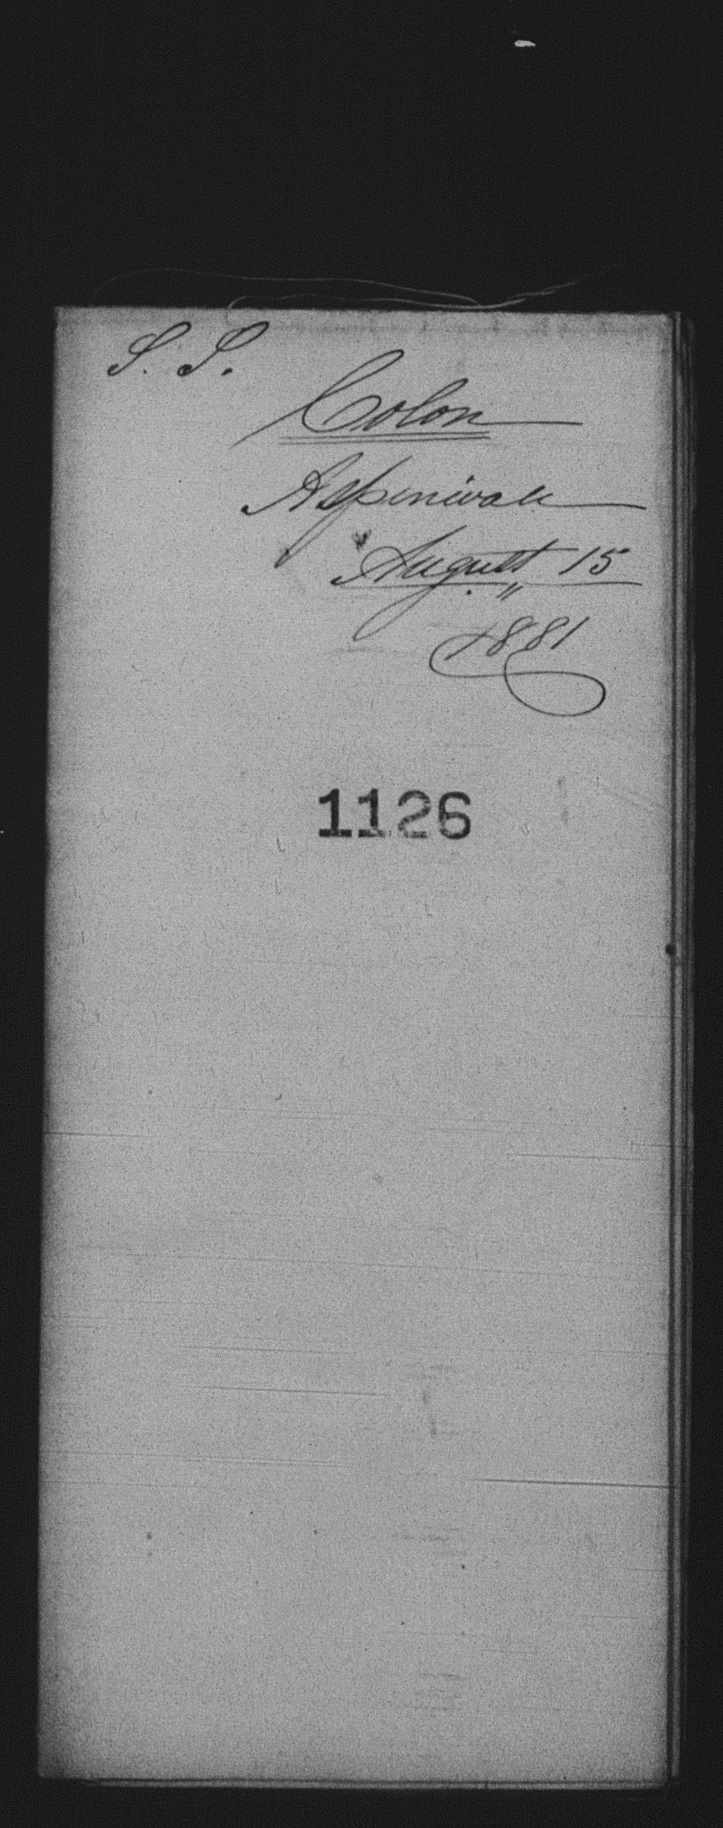 S. S.
Colon
Aspinwall
August 15
"
1881
1126